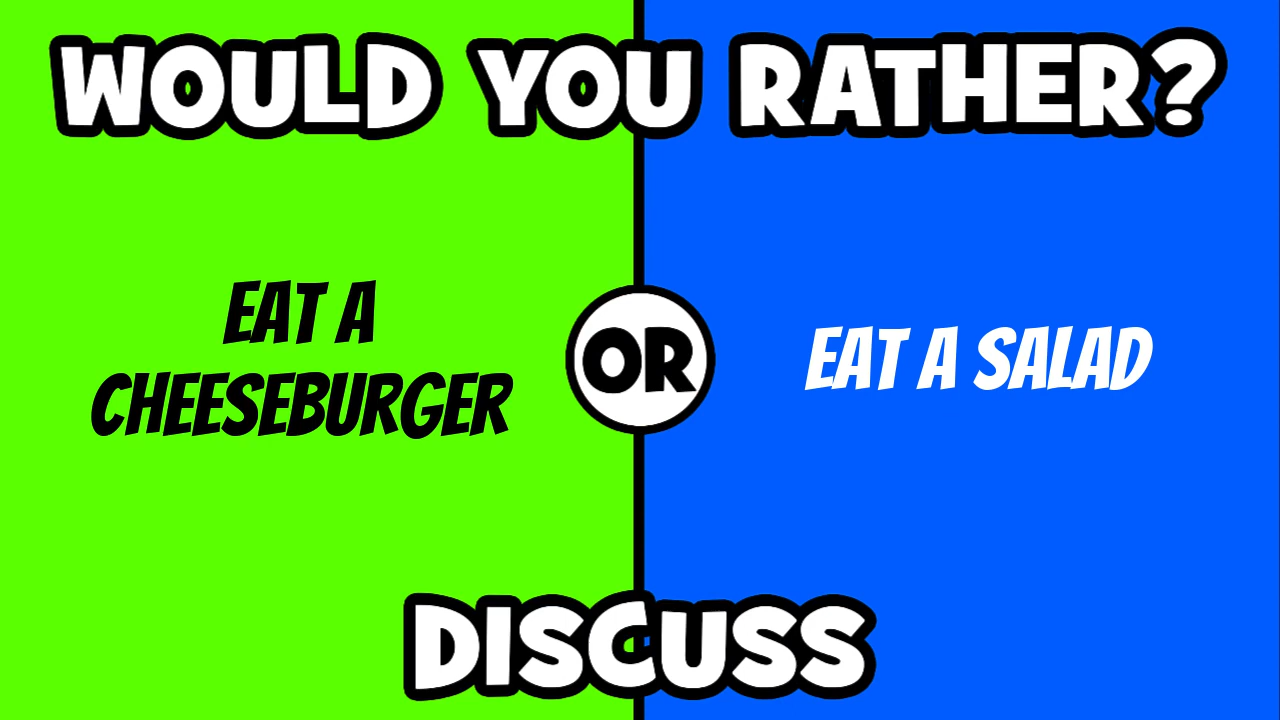 WOULD YOU RATHER?
EAT A
CHEESEBURGER
OR
EAT A SALAD
DISCUSS